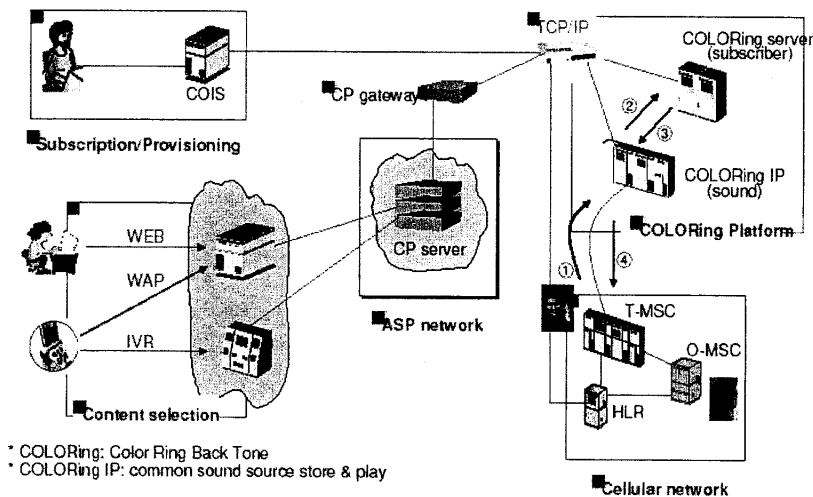 TCP/IP
COLORing server
(subscriber)
COIS
CP gateway
②
③
Subscription/Provisioning
COLORing IP
(sound)
WEB
CP server
COLORing Platform
WAP
①
④
ASP network
T-MSC
IVR
O-MSC
Content selection
HLR
* COLORing: Color Ring Back Tone
* COLORing IP: common sound source store & play
Cellular network